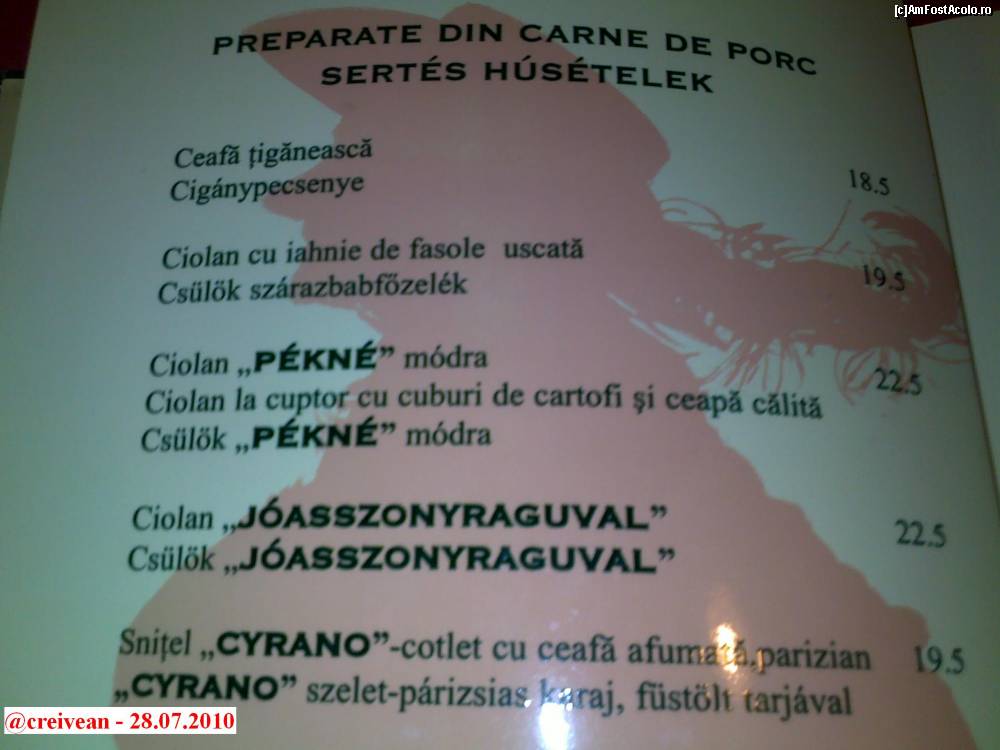 [c]AmFostAcolo.ro
PREPARATE DIN CARNE DE PORC
SERTÉS HÚSÉTELEK
Ceafă ţigănească
Cigánypecsenye 18.5
Ciolan cu iahnie de fasole uscată
Csülök szárazbabfőzelék 19.5
Ciolan „PÉKNÉ” módra 22.5
Ciolan la cuptor cu cuburi de cartofi şi ceapă călită
Csülök „PÉKNÉ” módra
Ciolan „JÓASSZONYRAGUVAL” 22.5
Csülök „JÓASSZONYRAGUVAL”
Sniţel „CYRANO”-cotlet cu ceafă afumată,parizian 19.5
„CYRANO” szelet-párizsias karaj, füstölt tarjával
@creivean - 28.07.2010